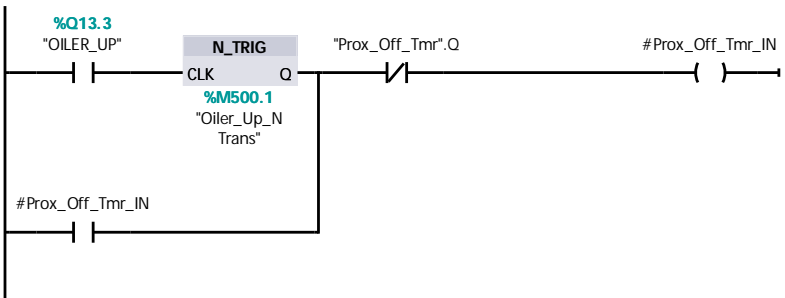 %Q13.3
"OILER_UP"
N_TRIG
"Prox_Off_Tmr".Q
#Prox_Off_Tmr_IN
CLK
Q
%M500.1
"Oiler_Up_N
Trans"
#Prox_Off_Tmr_IN